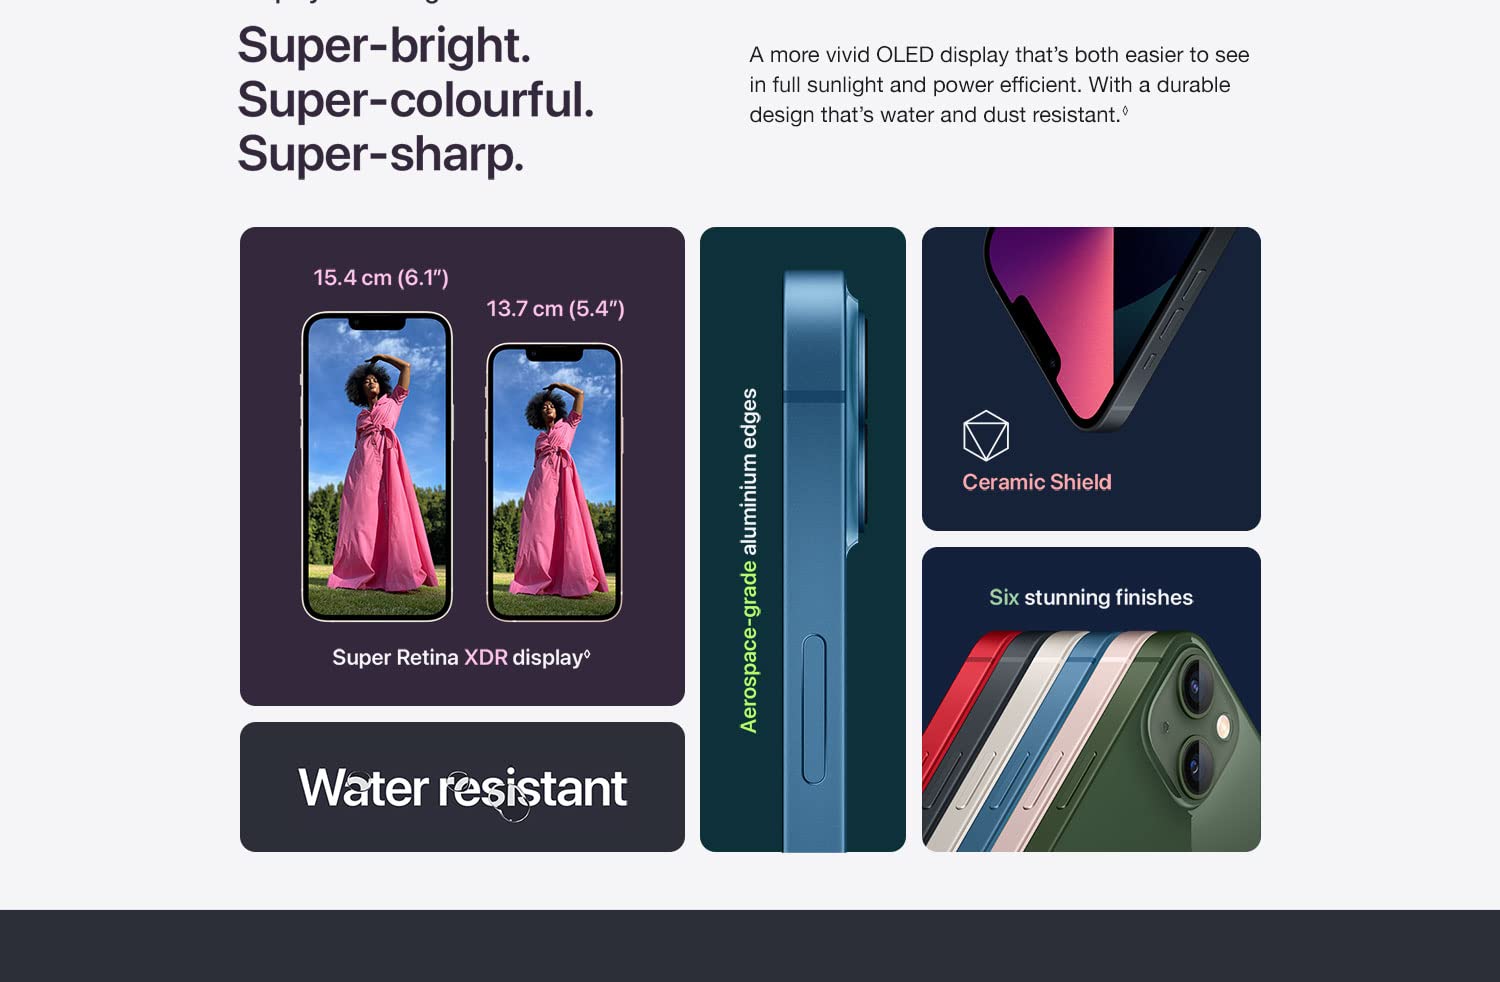 Super-bright.
Super-colourful.
Super-sharp.
A more vivid OLED display that’s both easier to see
in full sunlight and power efficient. With a durable
design that’s water and dust resistant.◊
15.4 cm (6.1″)
13.7 cm (5.4″)
Super Retina XDR display◊
Water resistant
Aerospace-grade aluminium edges
Ceramic Shield
Six stunning finishes